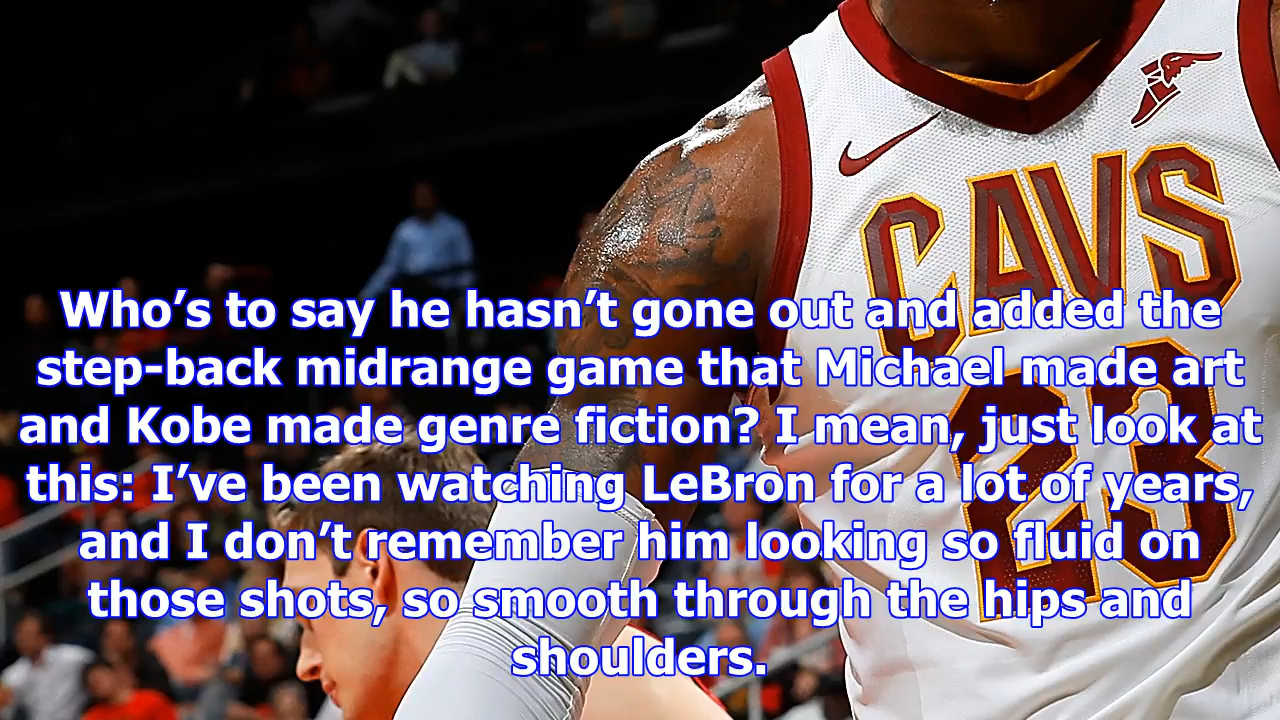 CAVS
23
Who’s to say he hasn’t gone out and added the
step-back midrange game that Michael made art
and Kobe made genre fiction? I mean, just look at
this: I’ve been watching LeBron for a lot of years,
and I don’t remember him looking so fluid on
those shots, so smooth through the hips and
shoulders.